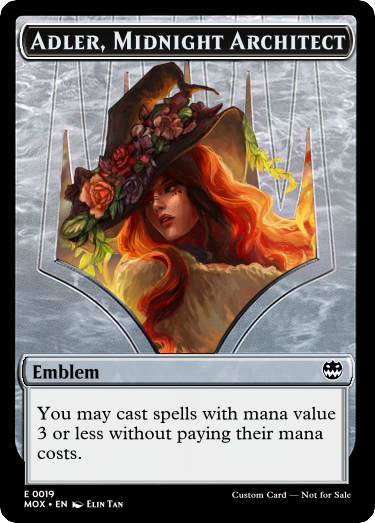 Adler, Midnight Architect
Emblem
You may cast spells with mana value
3 or less without paying their mana
costs.
E 0019
MOX • EN Elin Tan
Custom Card — Not for Sale